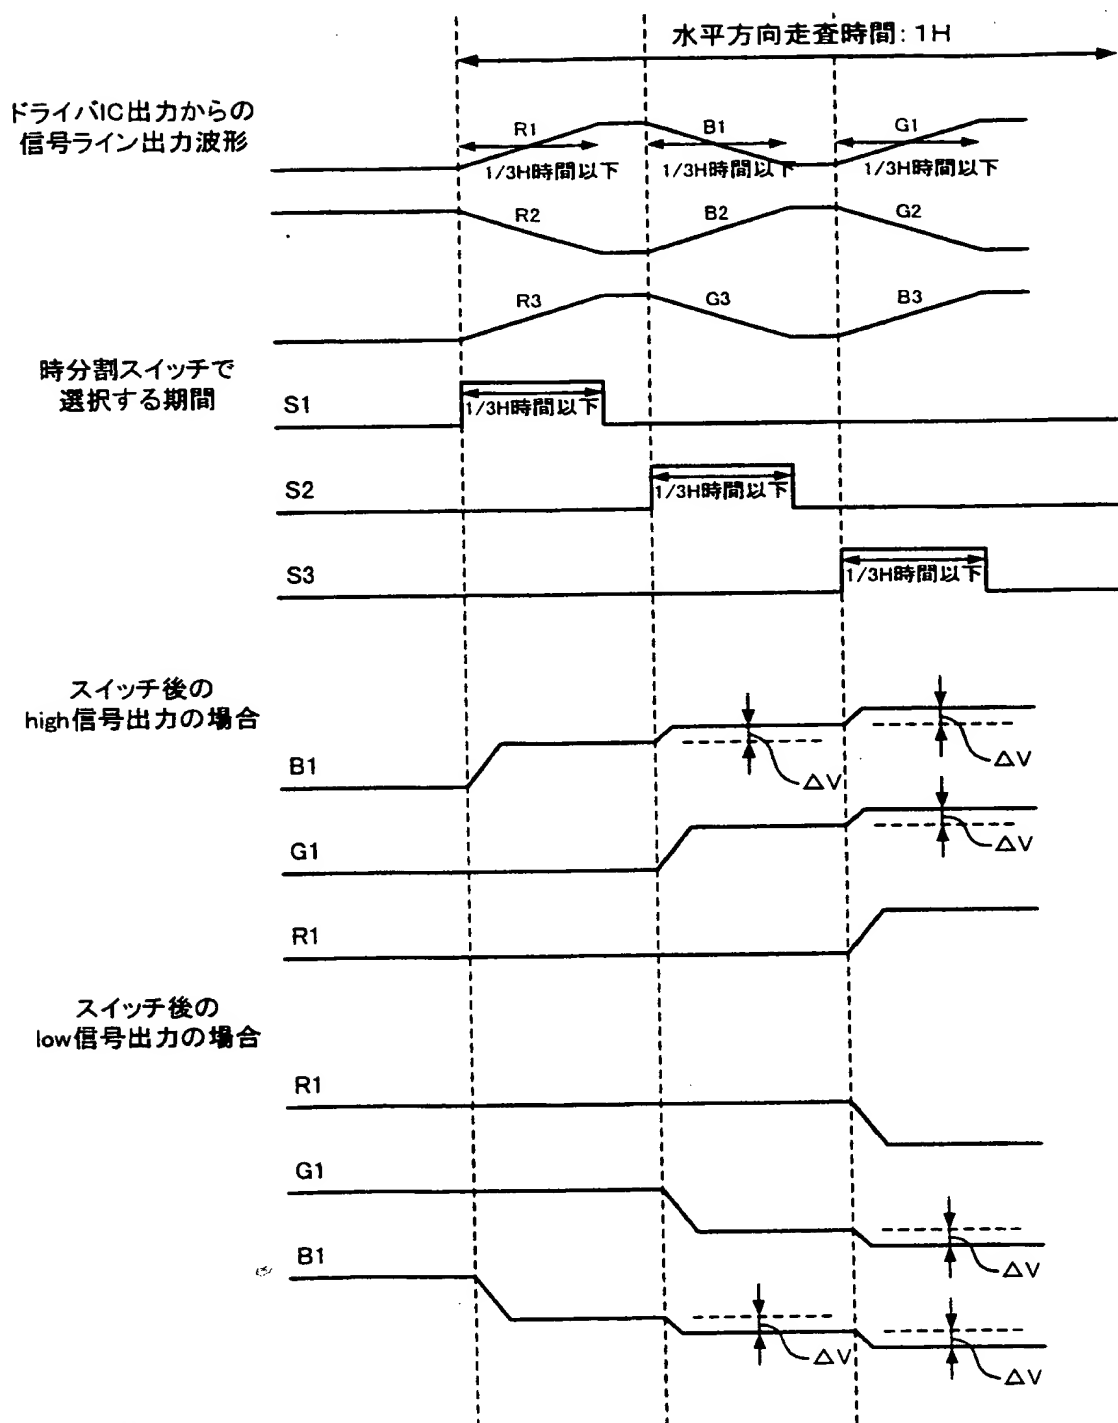 水平方向走査時間:1H
ドライバIC出力からの
信号ライン出力波形
R1 B1 G1
1/3H時間以下 1/3H時間以下 1/3H時間以下
R2 B2 G2
R3 G3 B3
時分割スイッチで
選択する期間
S1
1/3H時間以下
S2
1/3H時間以下
S3
1/3H時間以下
スイッチ後の
high信号出力の場合
B1
△V △V
G1
△V
R1
スイッチ後の
low信号出力の場合
R1
G1
△V
B1
△V △V